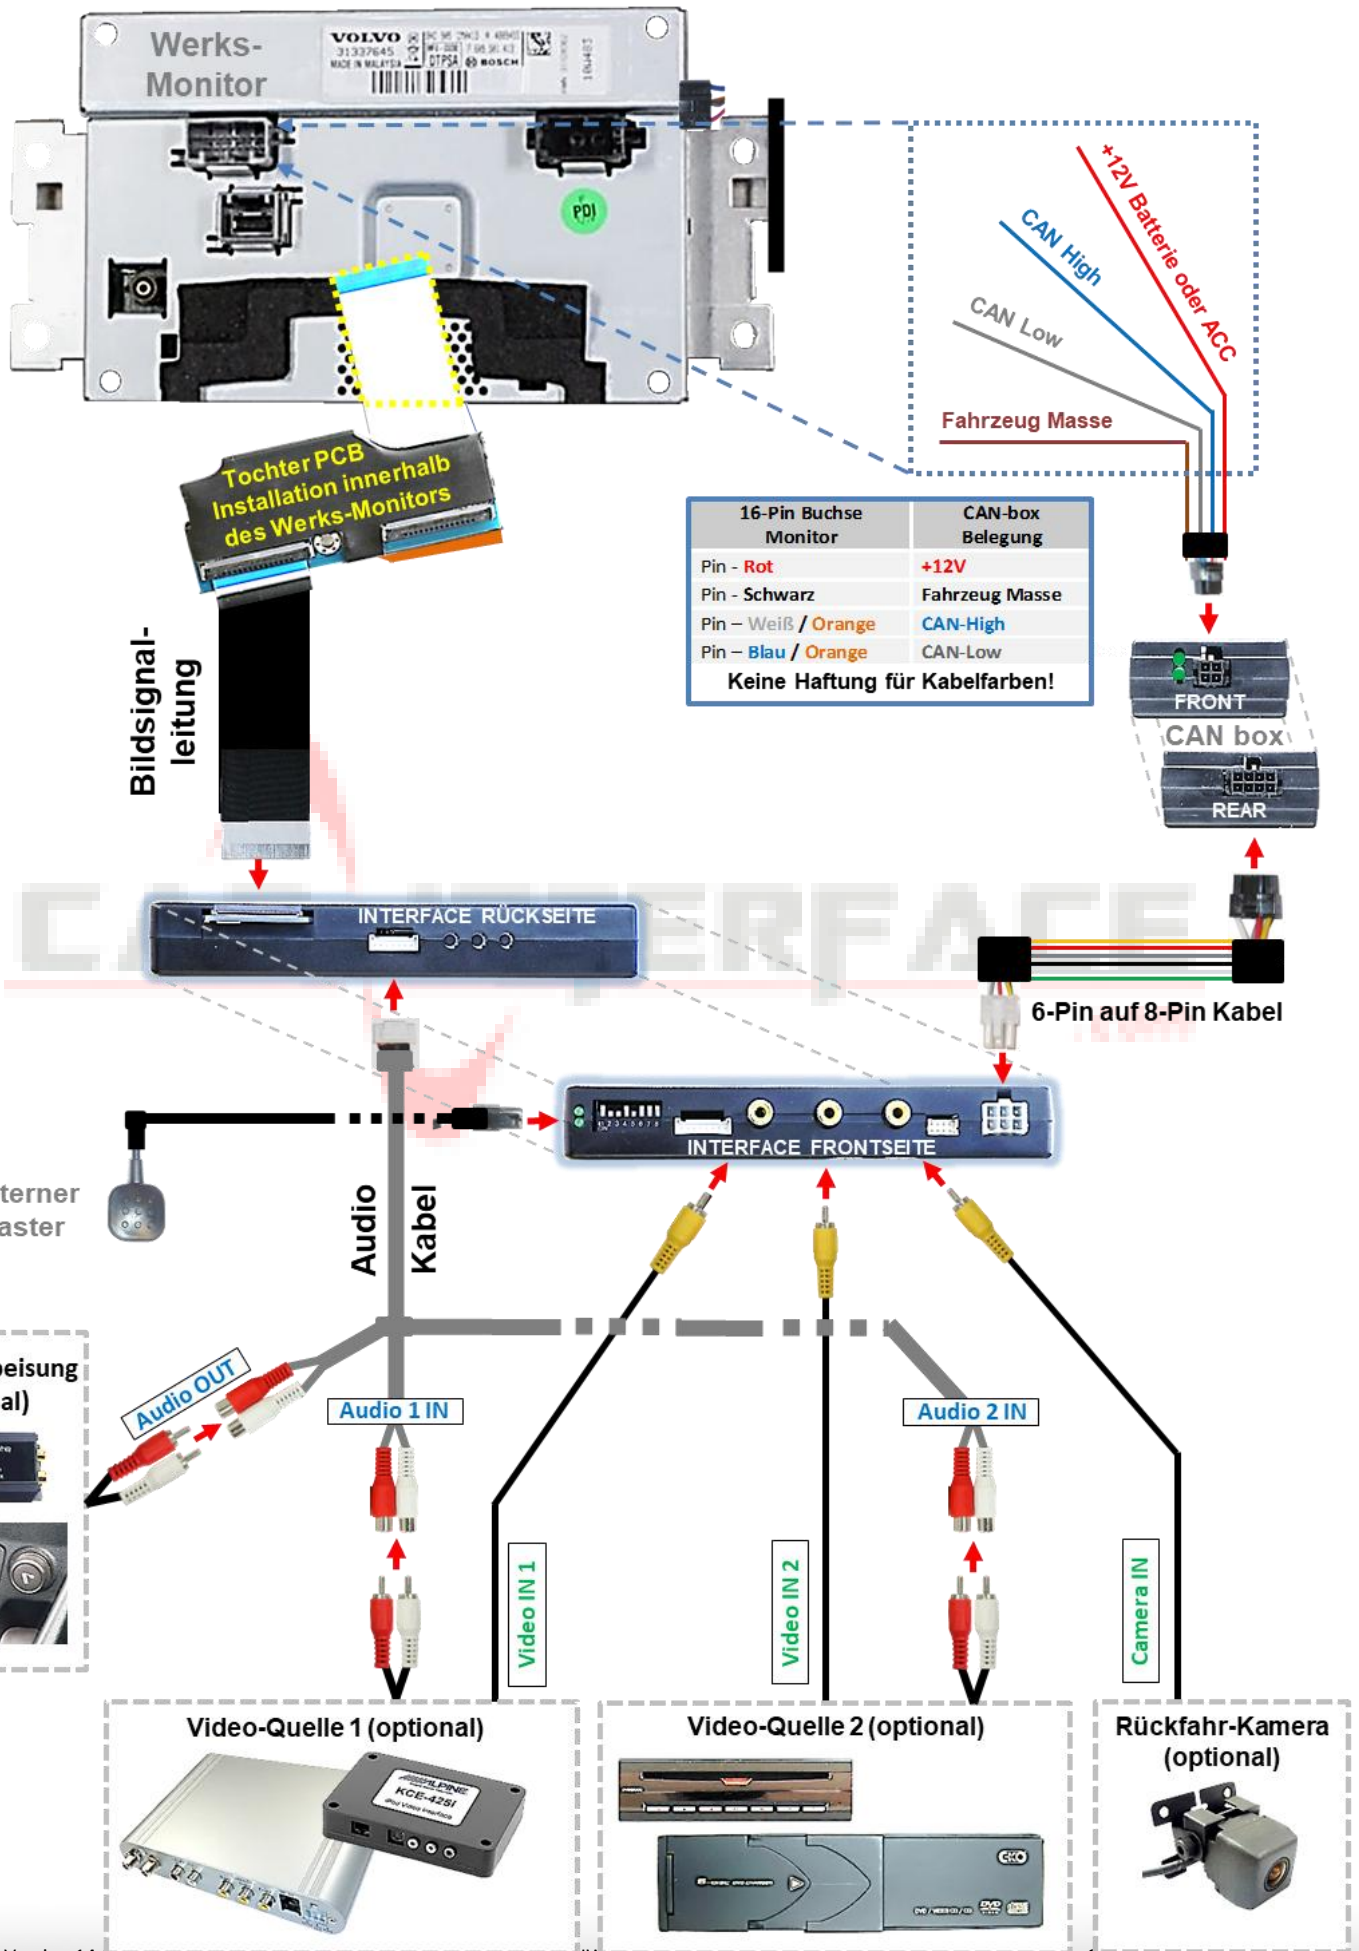 Werks-
Monitor
VOLVO
31337645
MADE IN MALAYSIA
DTPSA
BOSCH
PDI
+12V Batterie oder ACC
CAN High
CAN Low
Fahrzeug Masse
Tochter PCB
Installation innerhalb
des Werks-Monitors
16-Pin Buchse Monitor
CAN-box Belegung
Pin - Rot +12V
Pin - Schwarz Fahrzeug Masse
Pin – Weiß / Orange CAN-High
Pin – Blau / Orange CAN-Low
Keine Haftung für Kabelfarben!
Bildsignal-
leitung
FRONT
CAN box
REAR
INTERFACE RÜCKSEITE
6-Pin auf 8-Pin Kabel
INTERFACE FRONTSEITE
terner
aster
Audio
Kabel
peisung
al)
Audio OUT
Audio 1 IN
Audio 2 IN
Video IN 1
Video IN 2
Camera IN
Video-Quelle 1 (optional)
ALPINE
KCE-425i
iPod Video Interface
Video-Quelle 2 (optional)
Rückfahr-Kamera
(optional)